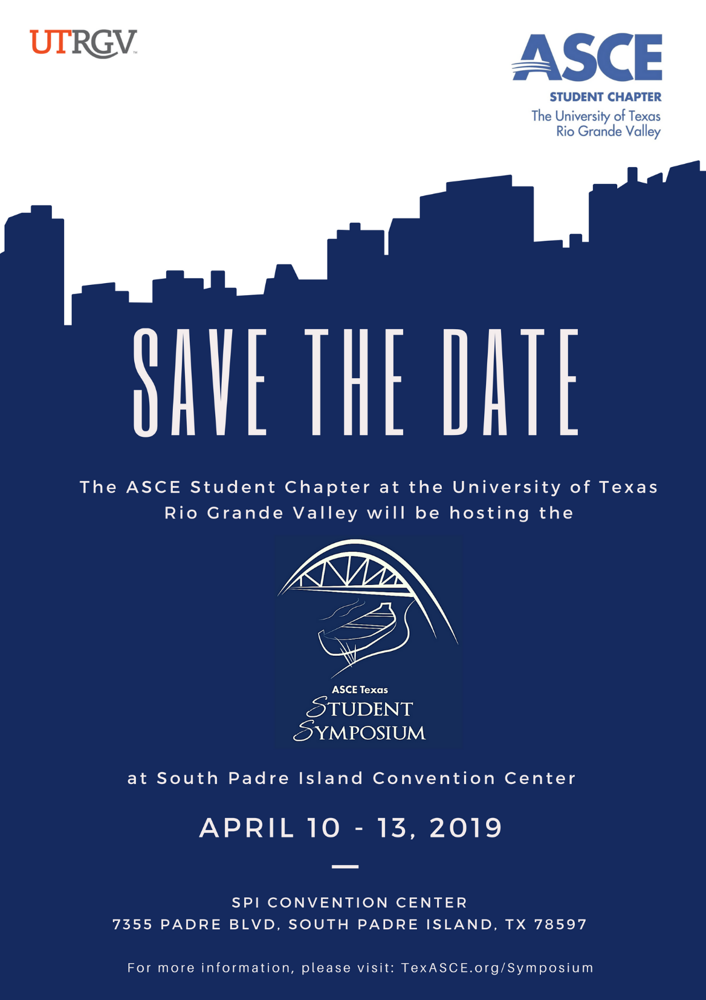 UTRGV™
ASCE
STUDENT CHAPTER
The University of Texas
Rio Grande Valley
SAVE THE DATE
The ASCE Student Chapter at the University of Texas
Rio Grande Valley will be hosting the
ASCE Texas
STUDENT
SYMPOSIUM
at South Padre Island Convention Center
APRIL 10 - 13, 2019
SPI CONVENTION CENTER
7355 PADRE BLVD, SOUTH PADRE ISLAND, TX 78597
For more information, please visit: TexASCE.org/Symposium